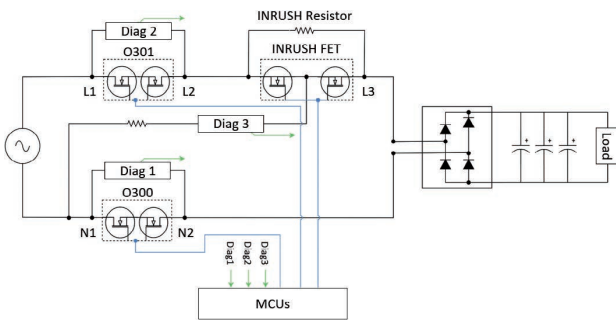 INRUSH Resistor
Diag 2
O301
INRUSH FET
L1
L2
L3
Diag 3
Diag 1
O300
N1
N2
Load
+
+
+
Diag1
Diag2
Diag3
MCUs